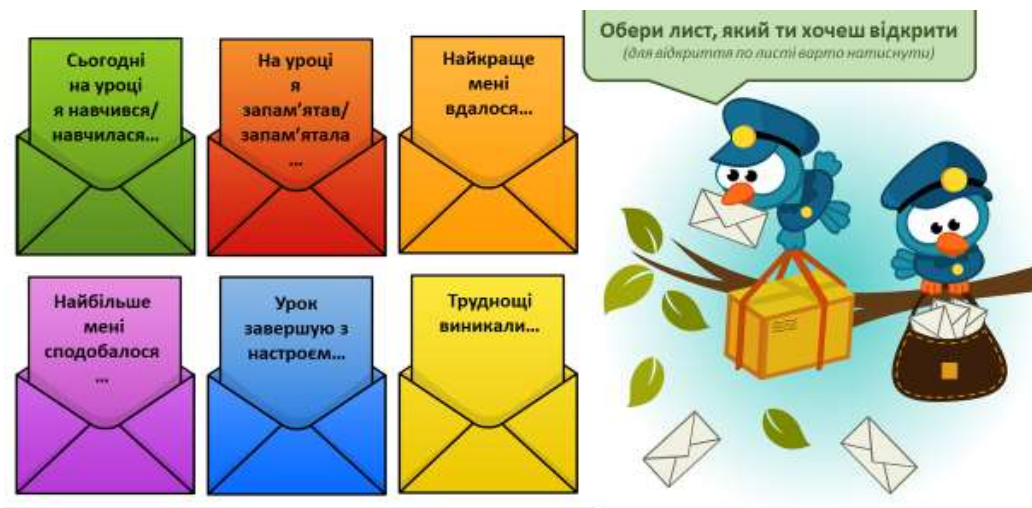 Сьогодні
на уроці
я навчився/
навчилася...
На уроці
я
запам'ятав/
запам'ятала
...
Найкраще
мені
вдалося...
Обери лист, який ти хочеш відкрити
(для відкриття по листі варто натиснути)
Найбільше
мені
сподобалося
...
Урок
завершую з
настроєм...
Труднощі
виникали...